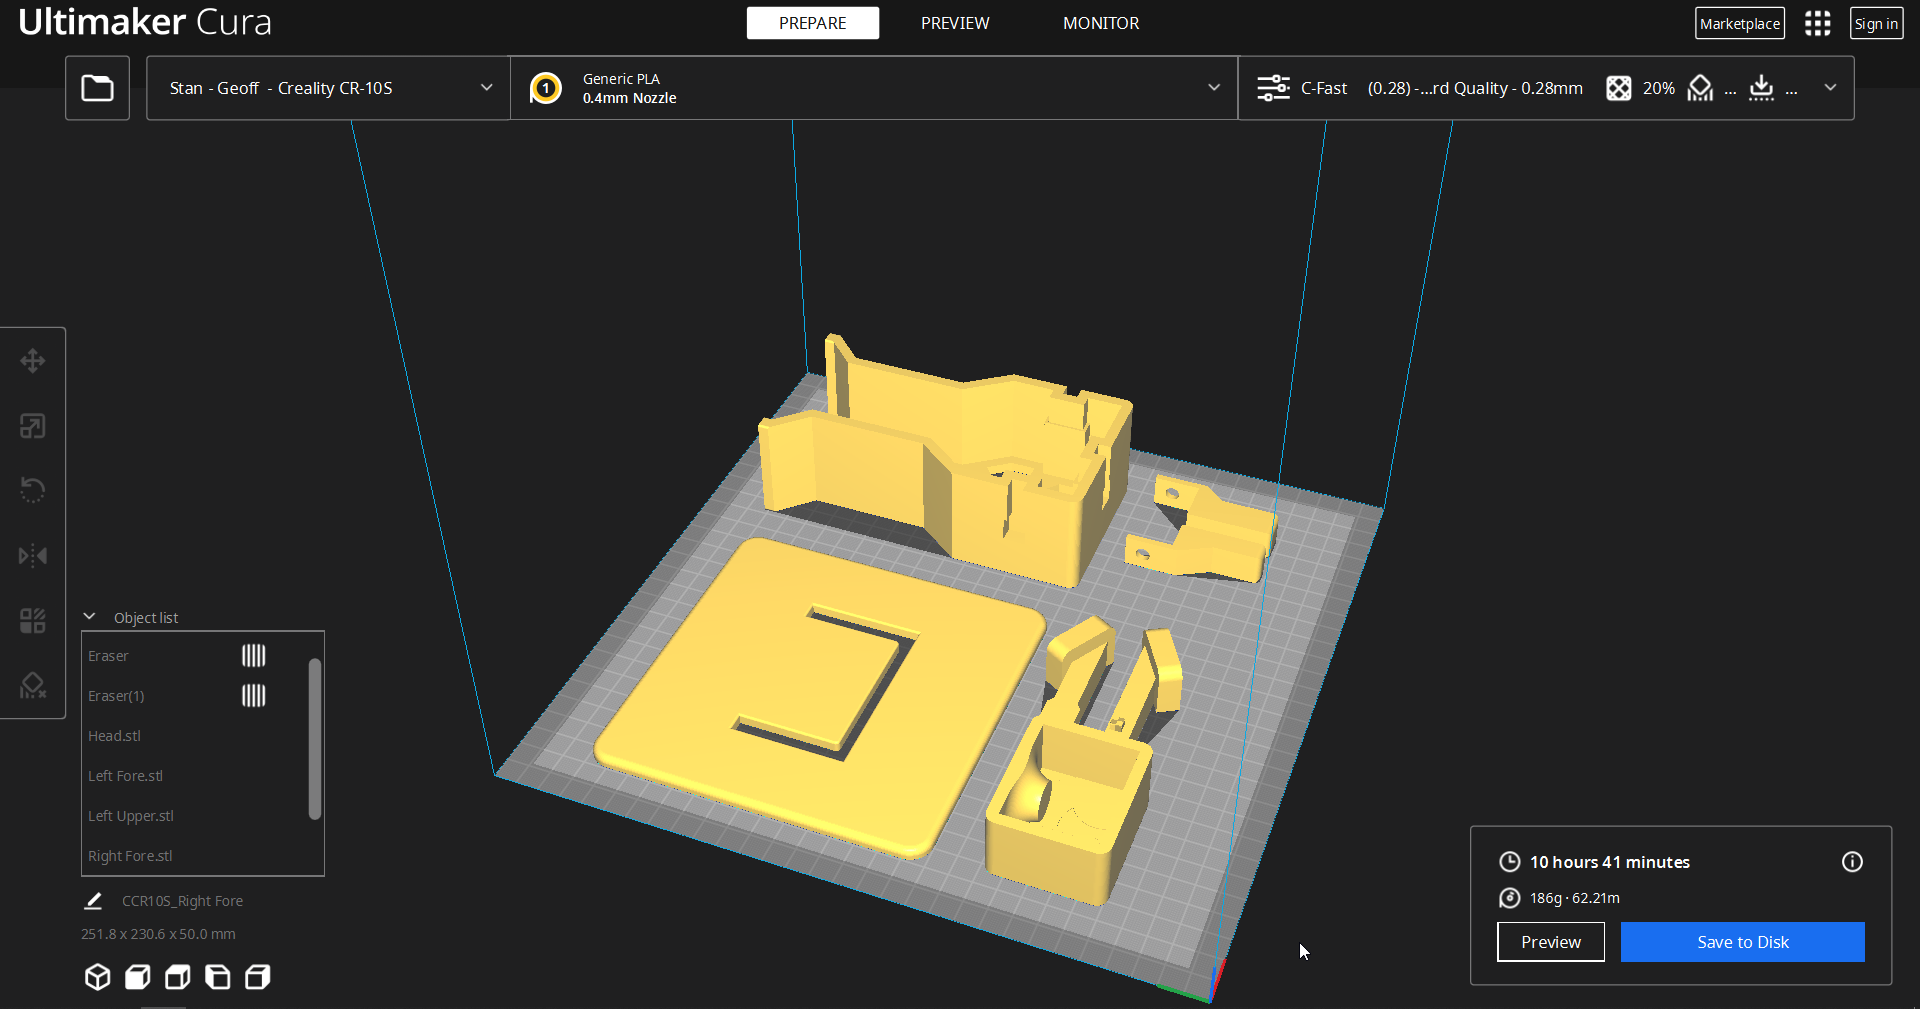 Ultimaker Cura
PREPARE
PREVIEW
MONITOR
Marketplace
Sign in
Stan - Geoff - Creality CR-10S
1
Generic PLA
0.4mm Nozzle
C-Fast (0.28) -...rd Quality - 0.28mm
20%
...
...
Object list
Eraser
Eraser(1)
Head.stl
Left Fore.stl
Left Upper.stl
Right Fore.stl
CCR10S_Right Fore
251.8 x 230.6 x 50.0 mm
10 hours 41 minutes
186g · 62.21m
Preview
Save to Disk